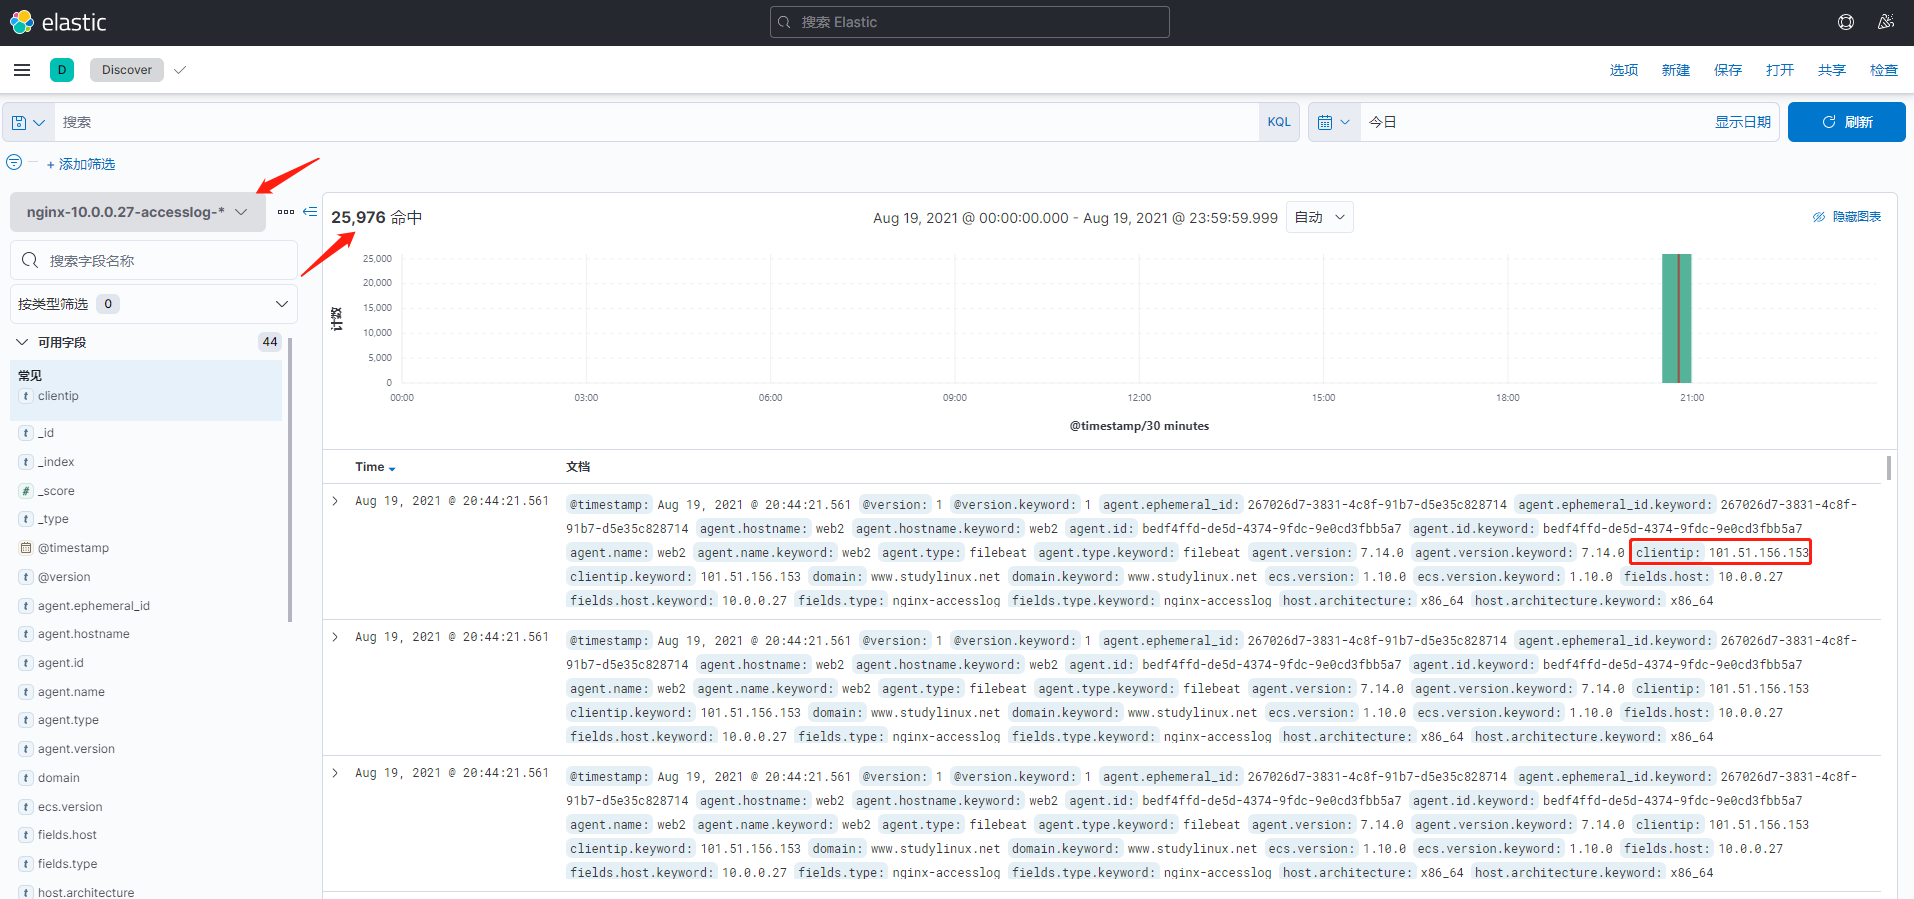 elastic
搜索 Elastic
D Discover
选项 新建 保存 打开 共享 检查
搜索
KQL
今日
显示日期
刷新
+ 添加筛选
nginx-10.0.0.27-accesslog-*
搜索字段名称
按类型筛选 0
可用字段 44
常见
t clientip
t _id
t _index
# _score
t _type
@timestamp
t @version
t agent.ephemeral_id
t agent.hostname
t agent.id
t agent.name
t agent.type
t agent.version
t domain
t ecs.version
t fields.host
t fields.type
t host.architecture
25,976 命中
Aug 19, 2021 @ 00:00:00.000 - Aug 19, 2021 @ 23:59:59.999
自动
隐藏图表
计数
25,000
20,000
15,000
10,000
5,000
0
00:00 03:00 06:00 09:00 12:00 15:00 18:00 21:00
@timestamp/30 minutes
Time 文档
Aug 19, 2021 @ 20:44:21.561
@timestamp: Aug 19, 2021 @ 20:44:21.561 @version: 1 @version.keyword: 1 agent.ephemeral_id: 267026d7-3831-4c8f-91b7-d5e35c828714 agent.ephemeral_id.keyword: 267026d7-3831-4c8f-
91b7-d5e35c828714 agent.hostname: web2 agent.hostname.keyword: web2 agent.id: bedf4ffd-de5d-4374-9fdc-9e0cd3fbb5a7 agent.id.keyword: bedf4ffd-de5d-4374-9fdc-9e0cd3fbb5a7
agent.name: web2 agent.name.keyword: web2 agent.type: filebeat agent.type.keyword: filebeat agent.version: 7.14.0 agent.version.keyword: 7.14.0 clientip: 101.51.156.153
clientip.keyword: 101.51.156.153 domain: www.studylinux.net domain.keyword: www.studylinux.net ecs.version: 1.10.0 ecs.version.keyword: 1.10.0 fields.host: 10.0.0.27
fields.host.keyword: 10.0.0.27 fields.type: nginx-accesslog fields.type.keyword: nginx-accesslog host.architecture: x86_64 host.architecture.keyword: x86_64
Aug 19, 2021 @ 20:44:21.561
@timestamp: Aug 19, 2021 @ 20:44:21.561 @version: 1 @version.keyword: 1 agent.ephemeral_id: 267026d7-3831-4c8f-91b7-d5e35c828714 agent.ephemeral_id.keyword: 267026d7-3831-4c8f-
91b7-d5e35c828714 agent.hostname: web2 agent.hostname.keyword: web2 agent.id: bedf4ffd-de5d-4374-9fdc-9e0cd3fbb5a7 agent.id.keyword: bedf4ffd-de5d-4374-9fdc-9e0cd3fbb5a7
agent.name: web2 agent.name.keyword: web2 agent.type: filebeat agent.type.keyword: filebeat agent.version: 7.14.0 agent.version.keyword: 7.14.0 clientip: 101.51.156.153
clientip.keyword: 101.51.156.153 domain: www.studylinux.net domain.keyword: www.studylinux.net ecs.version: 1.10.0 ecs.version.keyword: 1.10.0 fields.host: 10.0.0.27
fields.host.keyword: 10.0.0.27 fields.type: nginx-accesslog fields.type.keyword: nginx-accesslog host.architecture: x86_64 host.architecture.keyword: x86_64
Aug 19, 2021 @ 20:44:21.561
@timestamp: Aug 19, 2021 @ 20:44:21.561 @version: 1 @version.keyword: 1 agent.ephemeral_id: 267026d7-3831-4c8f-91b7-d5e35c828714 agent.ephemeral_id.keyword: 267026d7-3831-4c8f-
91b7-d5e35c828714 agent.hostname: web2 agent.hostname.keyword: web2 agent.id: bedf4ffd-de5d-4374-9fdc-9e0cd3fbb5a7 agent.id.keyword: bedf4ffd-de5d-4374-9fdc-9e0cd3fbb5a7
agent.name: web2 agent.name.keyword: web2 agent.type: filebeat agent.type.keyword: filebeat agent.version: 7.14.0 agent.version.keyword: 7.14.0 clientip: 101.51.156.153
clientip.keyword: 101.51.156.153 domain: www.studylinux.net domain.keyword: www.studylinux.net ecs.version: 1.10.0 ecs.version.keyword: 1.10.0 fields.host: 10.0.0.27
fields.host.keyword: 10.0.0.27 fields.type: nginx-accesslog fields.type.keyword: nginx-accesslog host.architecture: x86_64 host.architecture.keyword: x86_64